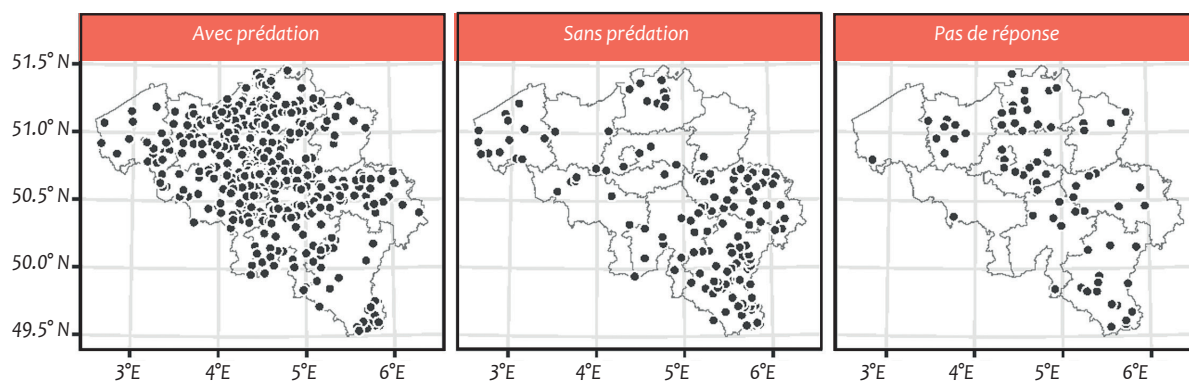 Avec prédation Sans prédation Pas de réponse
51.5° N
51.0° N
50.5° N
50.0° N
49.5° N
3°E 4°E 5°E 6°E 3°E 4°E 5°E 6°E 3°E 4°E 5°E 6°E